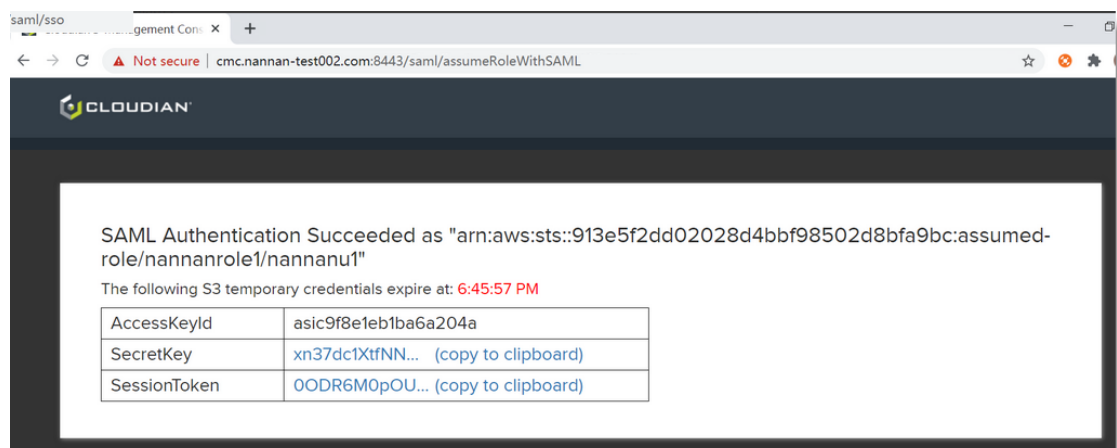 saml/sso
gement Cons
Not secure | cmc.nannan-test002.com:8443/saml/assumeRoleWithSAML
CLOUDIAN
SAML Authentication Succeeded as "arn:aws:sts::913e5f2dd02028d4bbf98502d8bfa9bc:assumed-
role/nannanrole1/nannanu1"
The following S3 temporary credentials expire at: 6:45:57 PM
AccessKeyId asic9f8e1eb1ba6a204a
SecretKey xn37dc1XtfNN... (copy to clipboard)
SessionToken 0ODR6M0pOU... (copy to clipboard)